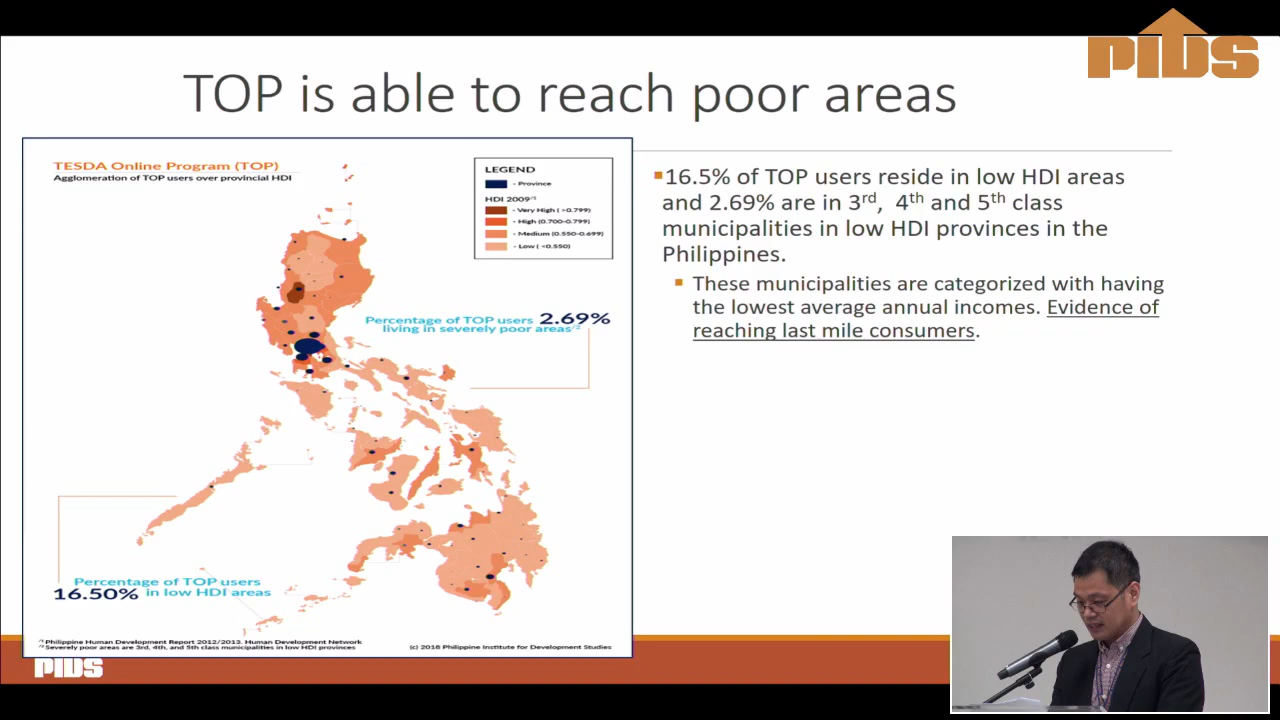 PIDS
TOP is able to reach poor areas
TESDA Online Program (TOP)
Agglomeration of TOP users over provincial HDI
LEGEND
- Province
HDI 2009/1
- Very High ( >0.799)
- High (0.700-0.799)
- Medium (0.550-0.699)
- Low ( <0.550)
Percentage of TOP users 2.69%
living in severely poor areas/2
Percentage of TOP users
16.50% in low HDI areas
/1 Philippine Human Development Report 2012/2013. Human Development Network
/2 Severely poor areas are 3rd, 4th, and 5th class municipalities in low HDI provinces
(c) 2018 Philippine Institute for Development Studies
16.5% of TOP users reside in low HDI areas
and 2.69% are in 3rd, 4th and 5th class
municipalities in low HDI provinces in the
Philippines.
These municipalities are categorized with having
the lowest average annual incomes. Evidence of
reaching last mile consumers.
PIDS